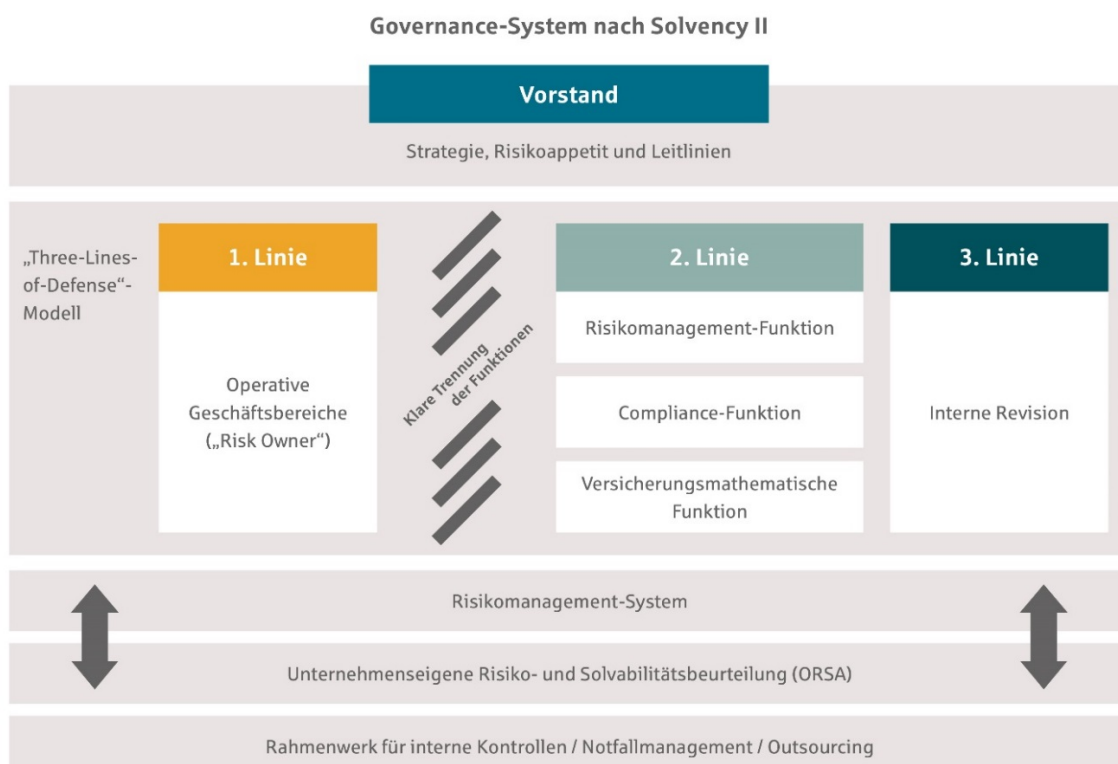 Governance-System nach Solvency II
Vorstand
Strategie, Risikoappetit und Leitlinien
„Three-Lines-
of-Defense“-
Modell
1. Linie
Operative
Geschäftsbereiche
(„Risk Owner“)
Klare Trennung
der Funktionen
2. Linie
Risikomanagement-Funktion
Compliance-Funktion
Versicherungsmathematische
Funktion
3. Linie
Interne Revision
Risikomanagement-System
Unternehmenseigene Risiko- und Solvabilitätsbeurteilung (ORSA)
Rahmenwerk für interne Kontrollen / Notfallmanagement / Outsourcing